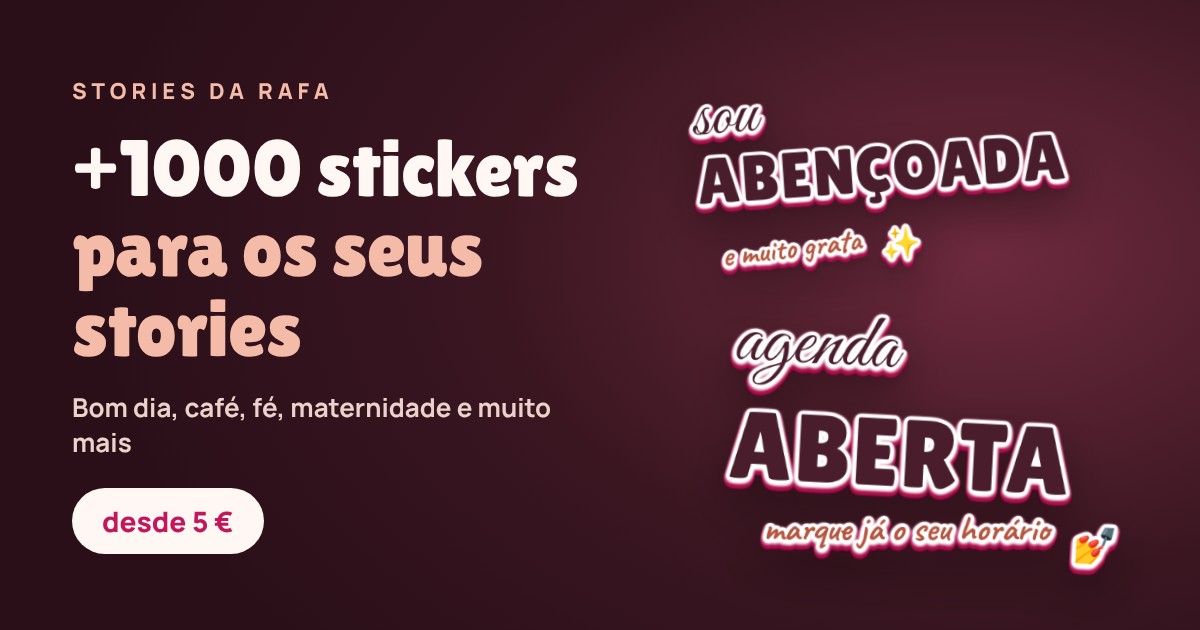 STORIES DA RAFA
+1000 stickers
para os seus
stories
Bom dia, café, fé, maternidade e muito
mais
desde 5 €
sou
ABENÇOADA
e muito grata
agenda
ABERTA
marque já o seu horário